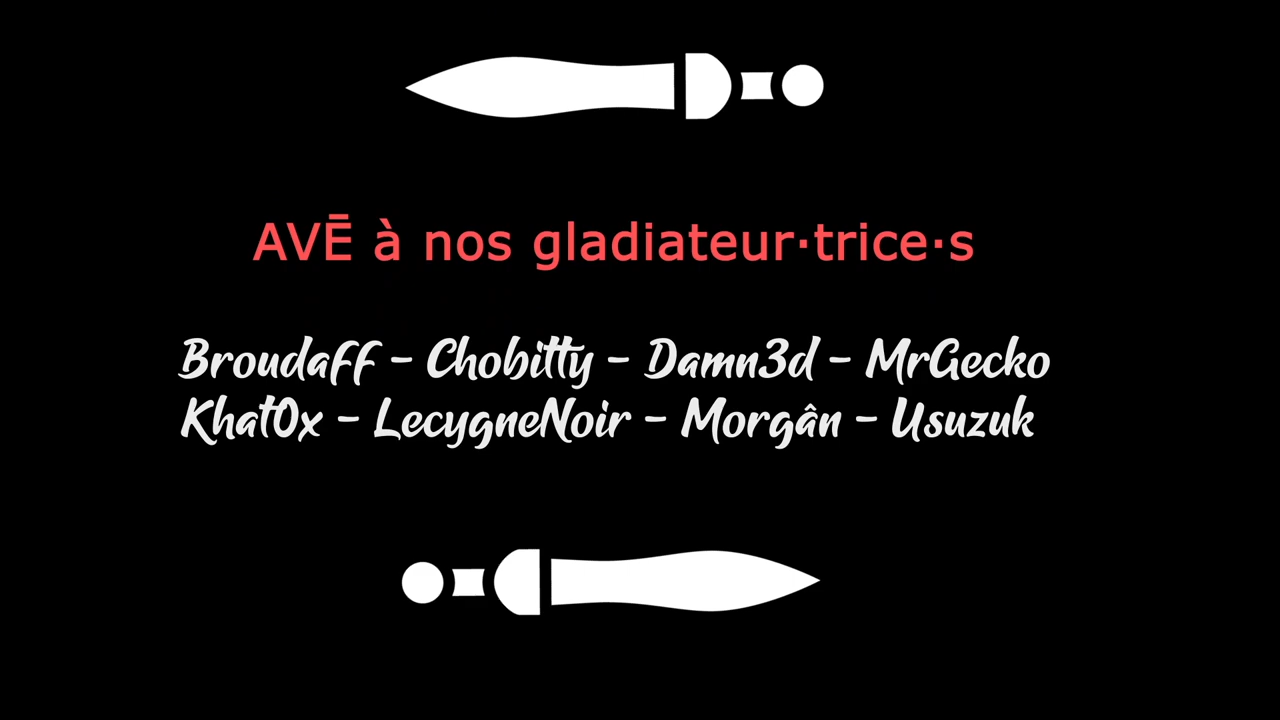 AVĒ à nos gladiateur·trice·s
Broudaff - Chobitty - Damn3d - MrGecko
Khat0x - LecygneNoir - Morgân - Usuzuk